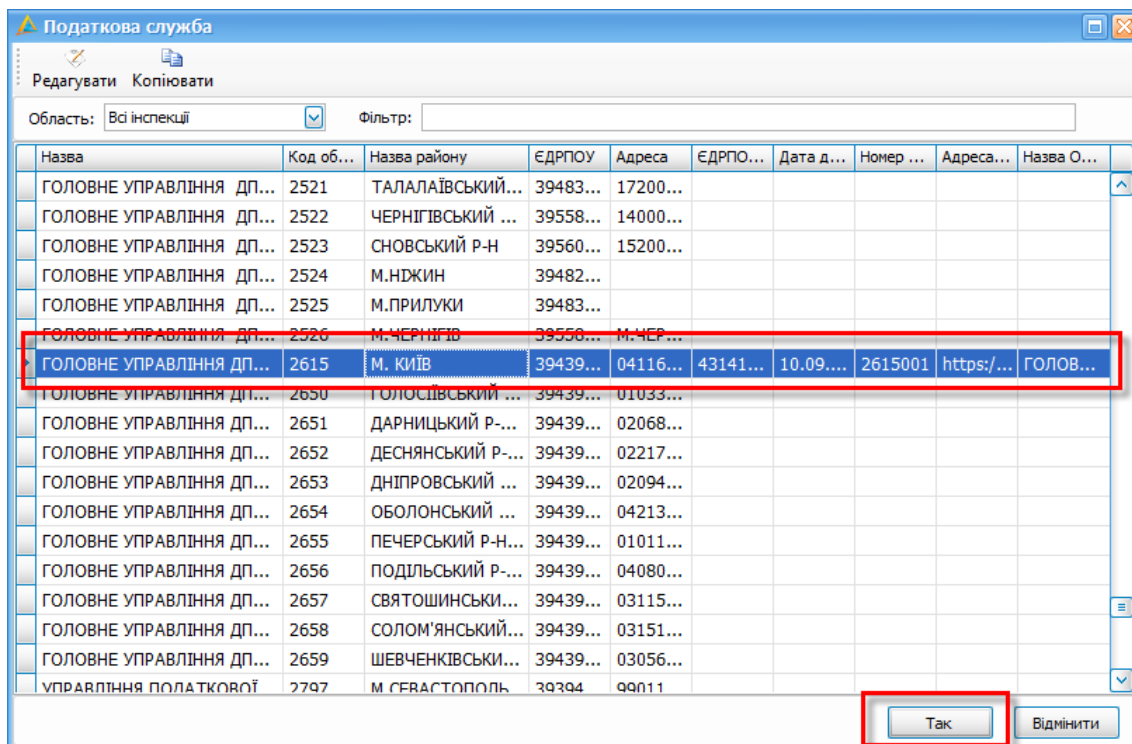 Податкова служба
Редагувати Копіювати
Область: Всі інспекції Фільтр:
Назва Код об... Назва району ЄДРПОУ Адреса ЄДРПО... Дата д... Номер ... Адреса... Назва О...
ГОЛОВНЕ УПРАВЛІННЯ ДП... 2521 ТАЛАЛАЇВСЬКИЙ... 39483... 17200...
ГОЛОВНЕ УПРАВЛІННЯ ДП... 2522 ЧЕРНІГІВСЬКИЙ ... 39558... 14000...
ГОЛОВНЕ УПРАВЛІННЯ ДП... 2523 СНОВСЬКИЙ Р-Н 39560... 15200...
ГОЛОВНЕ УПРАВЛІННЯ ДП... 2524 М.НІЖИН 39482...
ГОЛОВНЕ УПРАВЛІННЯ ДП... 2525 М.ПРИЛУКИ 39483...
ГОЛОВНЕ УПРАВЛІННЯ ДП... 2526 М.ЧЕРНІГІВ 39558... М.ЧЕР...
ГОЛОВНЕ УПРАВЛІННЯ ДП... 2615 М. КИЇВ 39439... 04116... 43141... 10.09.... 2615001 https:/... ГОЛОВ...
ГОЛОВНЕ УПРАВЛІННЯ ДП... 2650 ГОЛОСІЇВСЬКИЙ ... 39439... 01033...
ГОЛОВНЕ УПРАВЛІННЯ ДП... 2651 ДАРНИЦЬКИЙ Р-... 39439... 02068...
ГОЛОВНЕ УПРАВЛІННЯ ДП... 2652 ДЕСНЯНСЬКИЙ Р-... 39439... 02217...
ГОЛОВНЕ УПРАВЛІННЯ ДП... 2653 ДНІПРОВСЬКИЙ ... 39439... 02094...
ГОЛОВНЕ УПРАВЛІННЯ ДП... 2654 ОБОЛОНСЬКИЙ ... 39439... 04213...
ГОЛОВНЕ УПРАВЛІННЯ ДП... 2655 ПЕЧЕРСЬКИЙ Р-Н... 39439... 01011...
ГОЛОВНЕ УПРАВЛІННЯ ДП... 2656 ПОДІЛЬСЬКИЙ Р-... 39439... 04080...
ГОЛОВНЕ УПРАВЛІННЯ ДП... 2657 СВЯТОШИНСЬКИ... 39439... 03115...
ГОЛОВНЕ УПРАВЛІННЯ ДП... 2658 СОЛОМ'ЯНСЬКИЙ... 39439... 03151...
ГОЛОВНЕ УПРАВЛІННЯ ДП... 2659 ШЕВЧЕНКІВСЬКИ... 39439... 03056...
УПРАВЛІННЯ ПОДАТКОВОЇ 2797 М.СЕВАСТОПОЛЬ 39394 99011
Так Відмінити